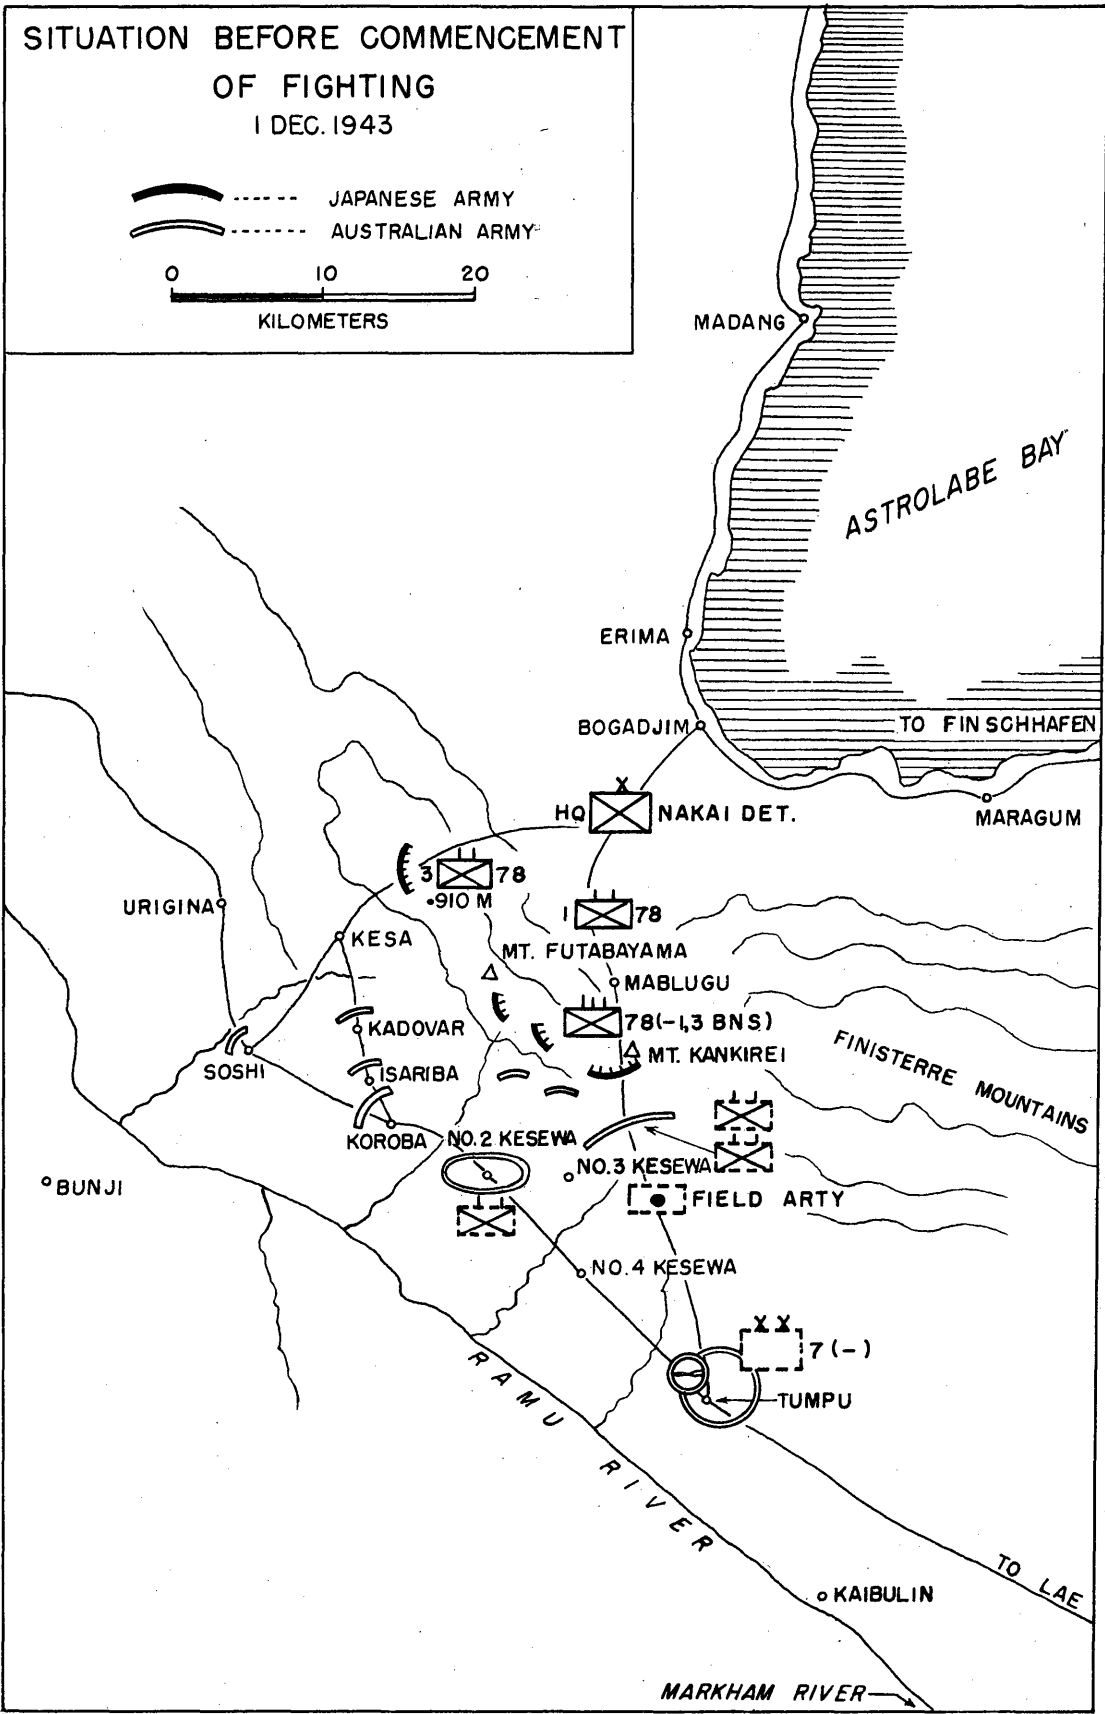 SITUATION BEFORE COMMENCEMENT
OF FIGHTING
1 DEC. 1943
JAPANESE ARMY
AUSTRALIAN ARMY
0 10 20
KILOMETERS
MADANG
ASTROLABE BAY
ERIMA
BOGADJIM
TO FINSCHHAFEN
X
HQ NAKAI DET.
MARAGUM
3 78
.910 M
URIGINA
1 78
KESA
MT. FUTABAYAMA
MABLUGU
KADOVAR
78(-1,3 BNS)
MT. KANKIREI
FINISTERRE MOUNTAINS
SOSHI
ISARIBA
KOROBA
NO.2 KESEWA
NO.3 KESEWA
BUNJI
FIELD ARTY
NO.4 KESEWA
X X
7 (-)
TUMPU
RAMU RIVER
TO LAE
KAIBULIN
MARKHAM RIVER